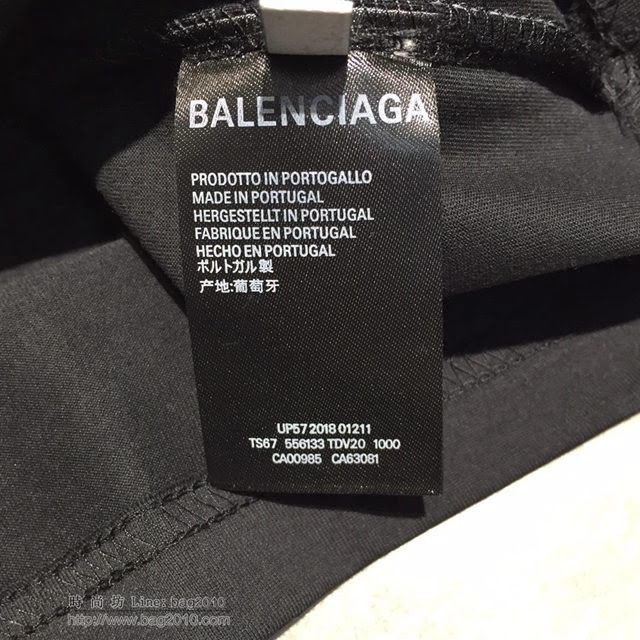 BALENCIAGA
PRODOTTO IN PORTOGALLO
MADE IN PORTUGAL
HERGESTELLT IN PORTUGAL
FABRIQUE EN PORTUGAL
HECHO EN PORTUGAL
ポルトガル製
产地:葡萄牙
UP57 2018 01211
TS67 556133 TDV20 1000
CA00985 CA63081
時尚坊 Line: bag2010
http://www.bag2010.com